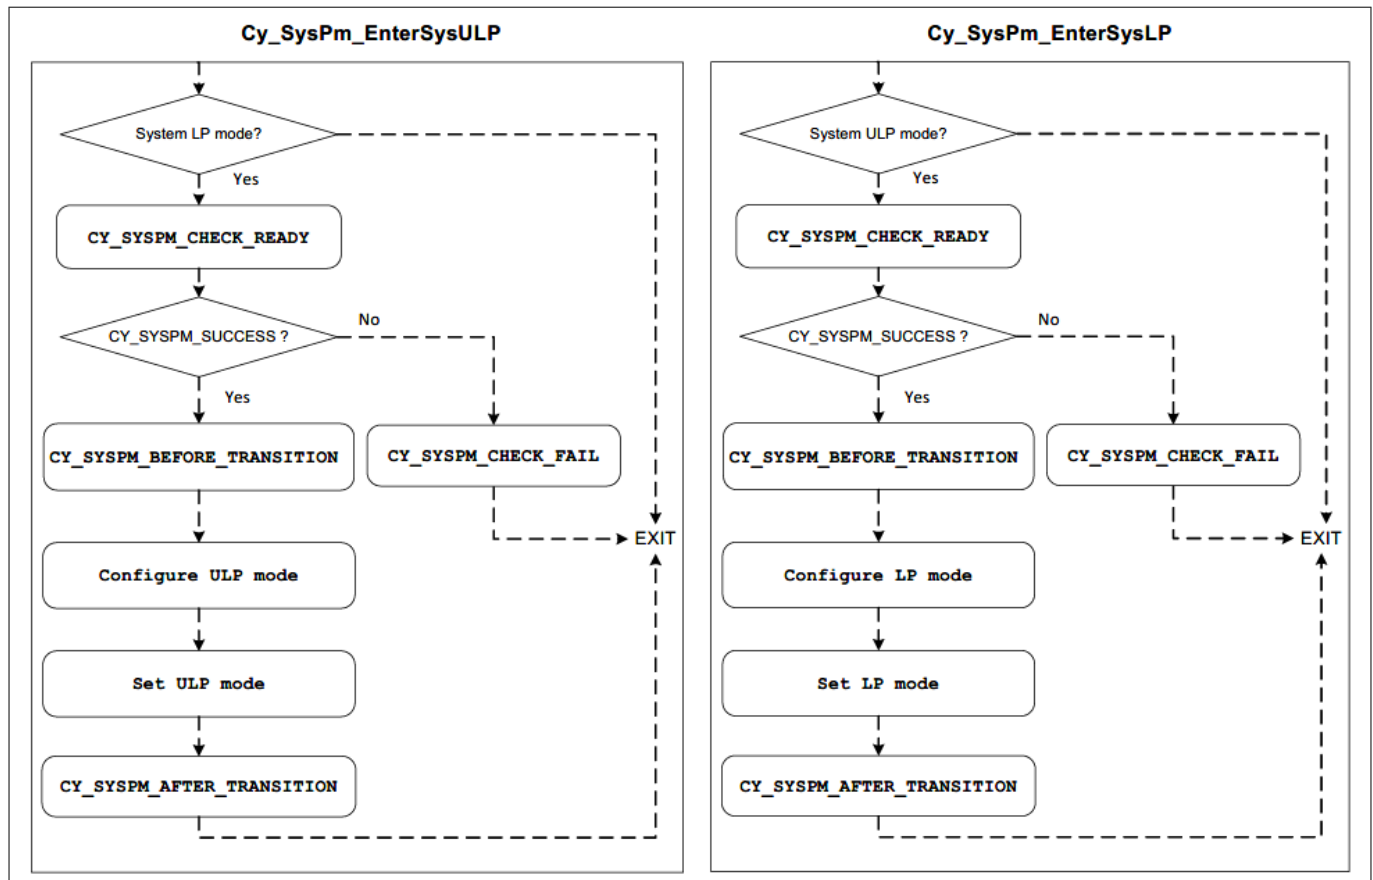 Cy_SysPm_EnterSysULP
System LP mode?
Yes
CY_SYSPM_CHECK_READY
CY_SYSPM_SUCCESS ?
No
Yes
CY_SYSPM_BEFORE_TRANSITION
CY_SYSPM_CHECK_FAIL
EXIT
Configure ULP mode
Set ULP mode
CY_SYSPM_AFTER_TRANSITION
Cy_SysPm_EnterSysLP
System ULP mode?
Yes
CY_SYSPM_CHECK_READY
CY_SYSPM_SUCCESS ?
No
Yes
CY_SYSPM_BEFORE_TRANSITION
CY_SYSPM_CHECK_FAIL
EXIT
Configure LP mode
Set LP mode
CY_SYSPM_AFTER_TRANSITION